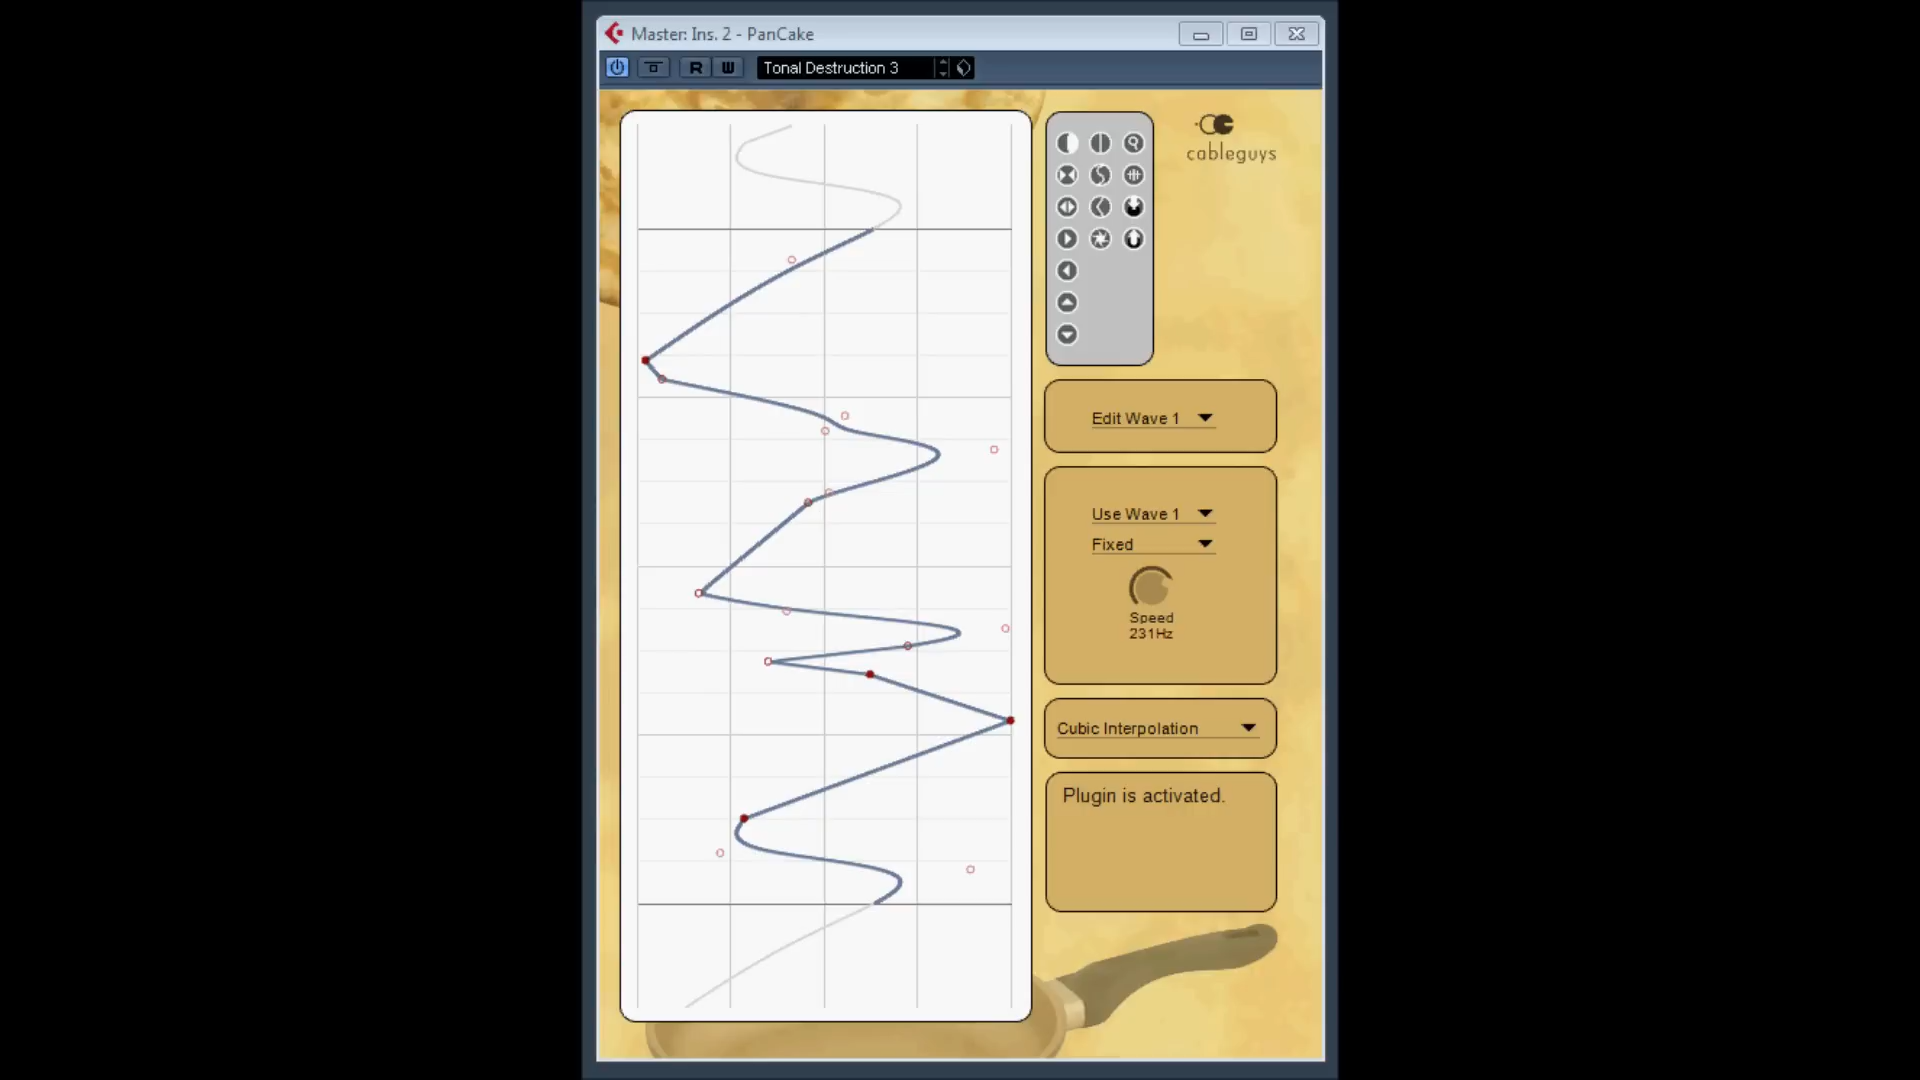 Master: Ins. 2 - PanCake
R W Tonal Destruction 3
cableguys
Edit Wave 1
Use Wave 1
Fixed
Speed
231Hz
Cubic Interpolation
Plugin is activated.